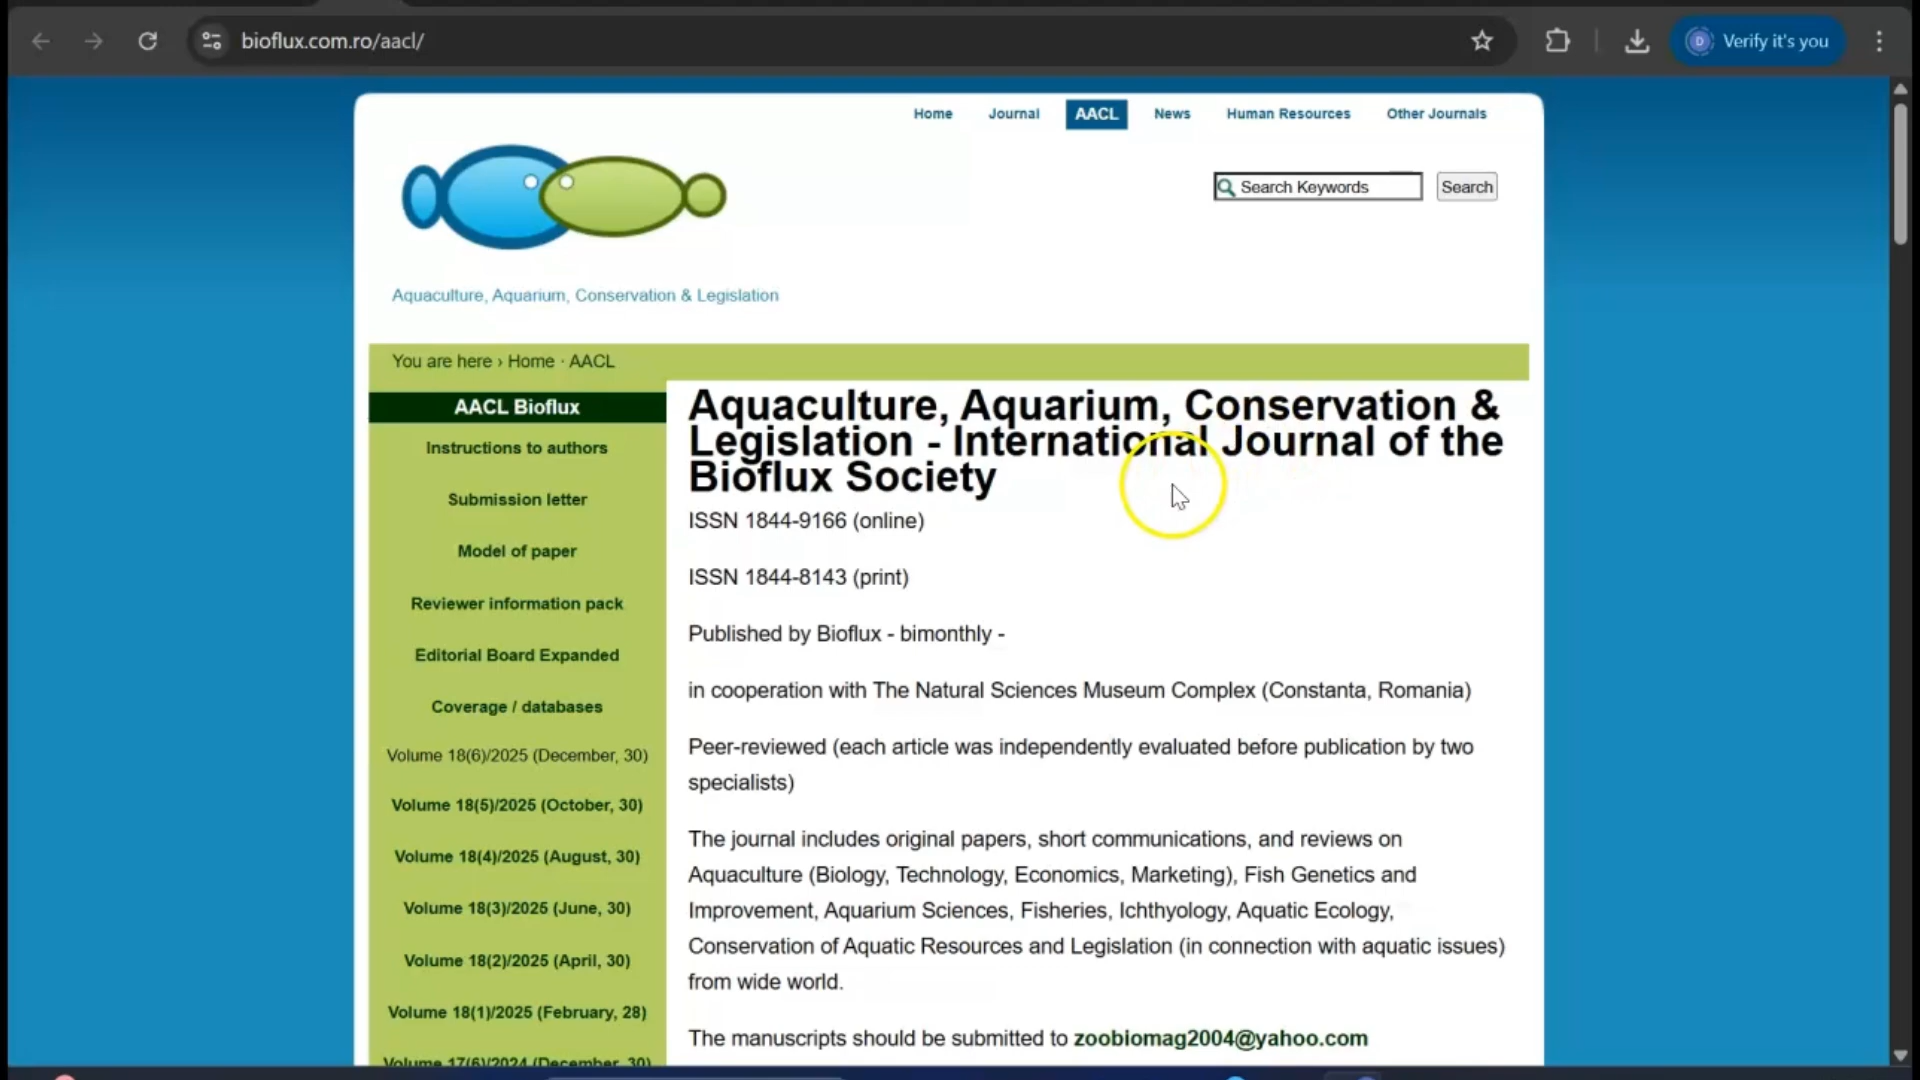 bioflux.com.ro/aacl/
D
Verify it's you
Home
Journal
AACL
News
Human Resources
Other Journals
Search Keywords
Search
Aquaculture, Aquarium, Conservation & Legislation
You are here › Home · AACL
AACL Bioflux
Instructions to authors
Submission letter
Model of paper
Reviewer information pack
Editorial Board Expanded
Coverage / databases
Volume 18(6)/2025 (December, 30)
Volume 18(5)/2025 (October, 30)
Volume 18(4)/2025 (August, 30)
Volume 18(3)/2025 (June, 30)
Volume 18(2)/2025 (April, 30)
Volume 18(1)/2025 (February, 28)
Volume 17(6)/2024 (December, 30)
Aquaculture, Aquarium, Conservation &
Legislation - International Journal of the
Bioflux Society
ISSN 1844-9166 (online)
ISSN 1844-8143 (print)
Published by Bioflux - bimonthly -
in cooperation with The Natural Sciences Museum Complex (Constanta, Romania)
Peer-reviewed (each article was independently evaluated before publication by two
specialists)
The journal includes original papers, short communications, and reviews on
Aquaculture (Biology, Technology, Economics, Marketing), Fish Genetics and
Improvement, Aquarium Sciences, Fisheries, Ichthyology, Aquatic Ecology,
Conservation of Aquatic Resources and Legislation (in connection with aquatic issues)
from wide world.
The manuscripts should be submitted to zoobiomag2004@yahoo.com